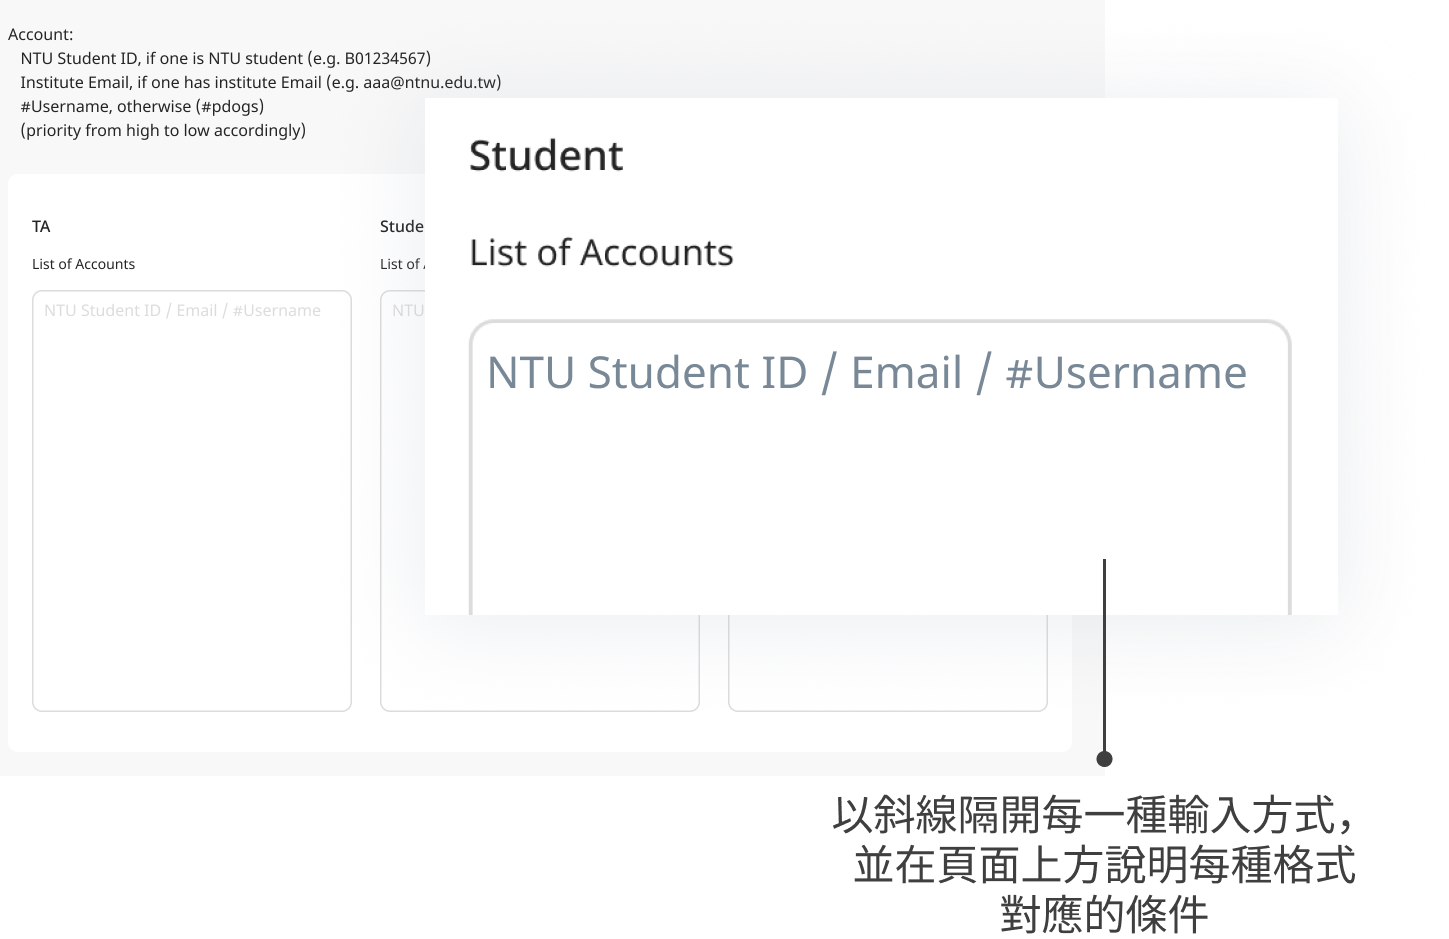 Account:
NTU Student ID, if one is NTU student (e.g. B01234567)
Institute Email, if one has institute Email (e.g. aaa@ntnu.edu.tw)
#Username, otherwise (#pdogs)
(priority from high to low accordingly)
TA
List of Accounts
NTU Student ID / Email / #Username
Stude
List of
NTU
Student
List of Accounts
NTU Student ID / Email / #Username
以斜線隔開每一種輸入方式，
並在頁面上方說明每種格式
對應的條件